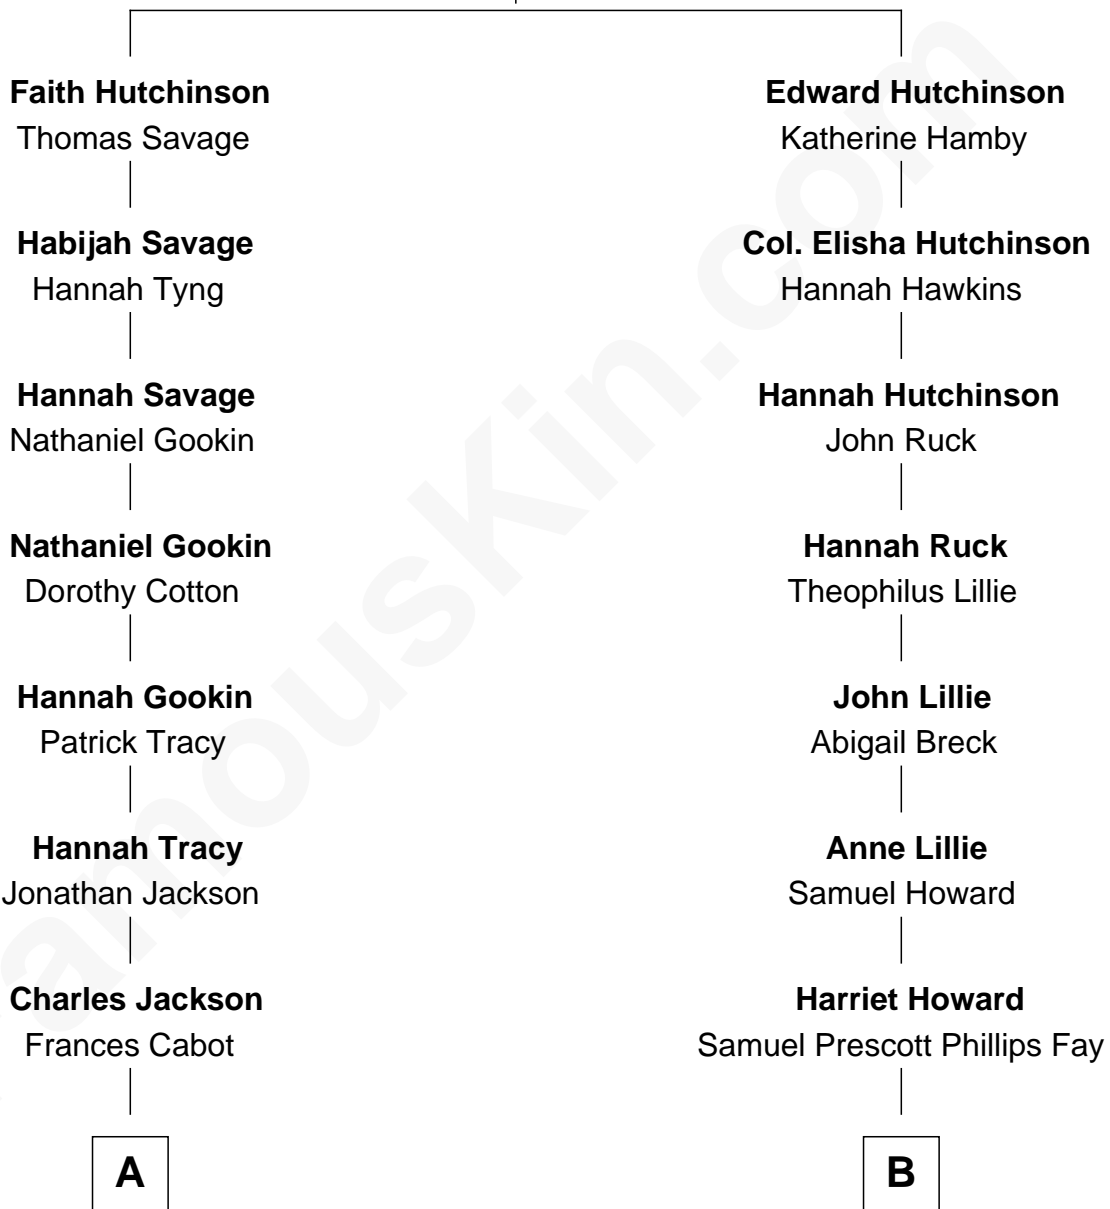 Faith Hutchinson
Thomas Savage
Habijah Savage
Hannah Tyng
Hannah Savage
Nathaniel Gookin
Nathaniel Gookin
Dorothy Cotton
Hannah Gookin
Patrick Tracy
Hannah Tracy
Jonathan Jackson
Charles Jackson
Frances Cabot
A
Edward Hutchinson
Katherine Hamby
Col. Elisha Hutchinson
Hannah Hawkins
Hannah Hutchinson
John Ruck
Hannah Ruck
Theophilus Lillie
John Lillie
Abigail Breck
Anne Lillie
Samuel Howard
Harriet Howard
Samuel Prescott Phillips Fay
B
amousKin.com